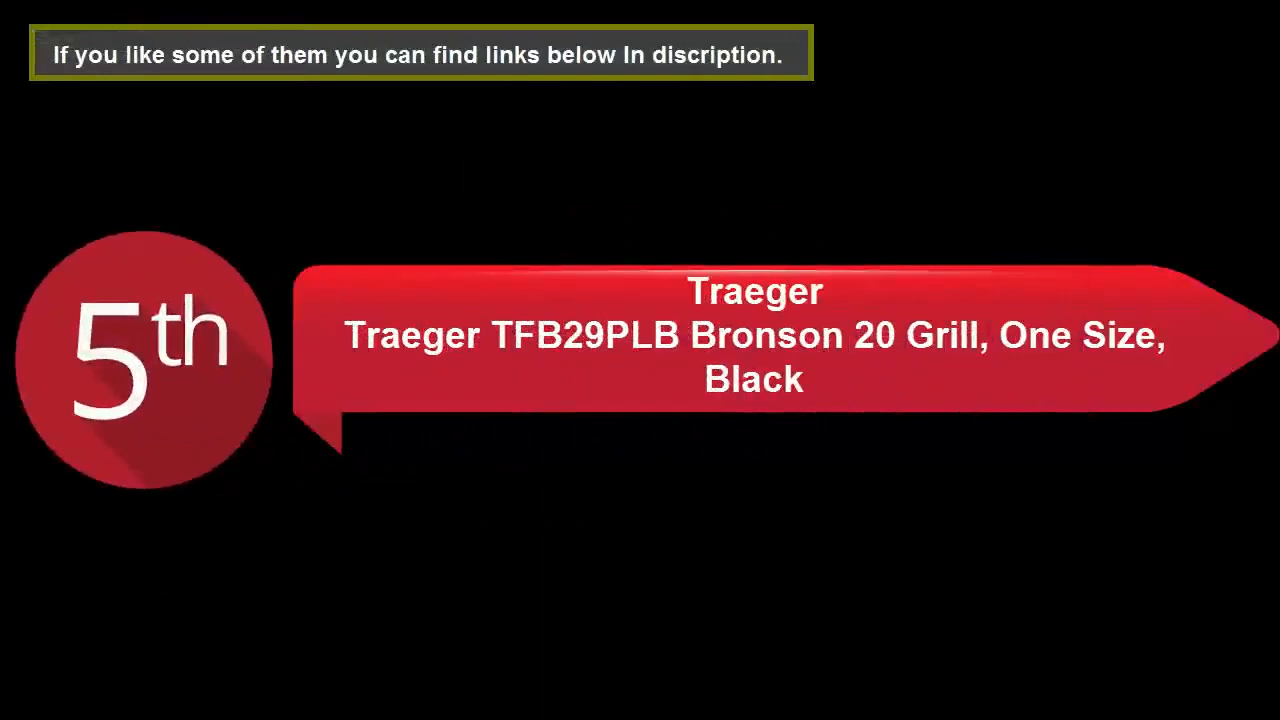 If you like some of them you can find links below In discription.
5th
Traeger
Traeger TFB29PLB Bronson 20 Grill, One Size,
Black